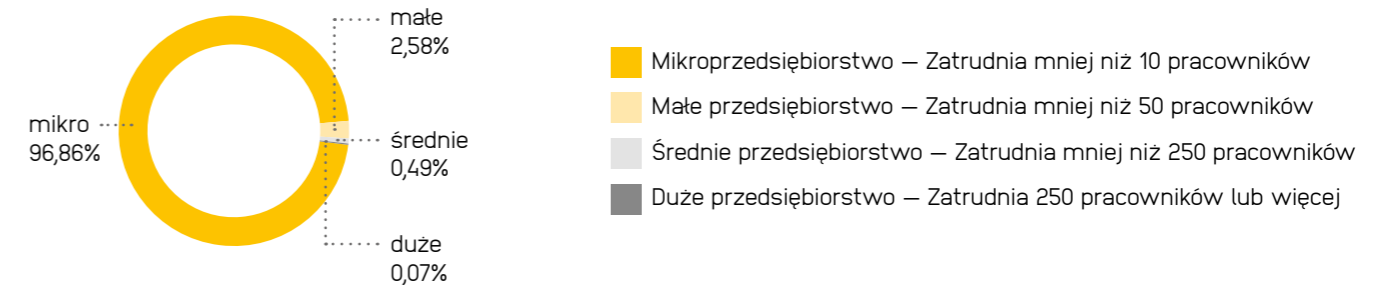 małe
2,58%
mikro
96,86%
średnie
0,49%
duże
0,07%
Mikroprzedsiębiorstwo — Zatrudnia mniej niż 10 pracowników
Małe przedsiębiorstwo — Zatrudnia mniej niż 50 pracowników
Średnie przedsiębiorstwo — Zatrudnia mniej niż 250 pracowników
Duże przedsiębiorstwo — Zatrudnia 250 pracowników lub więcej